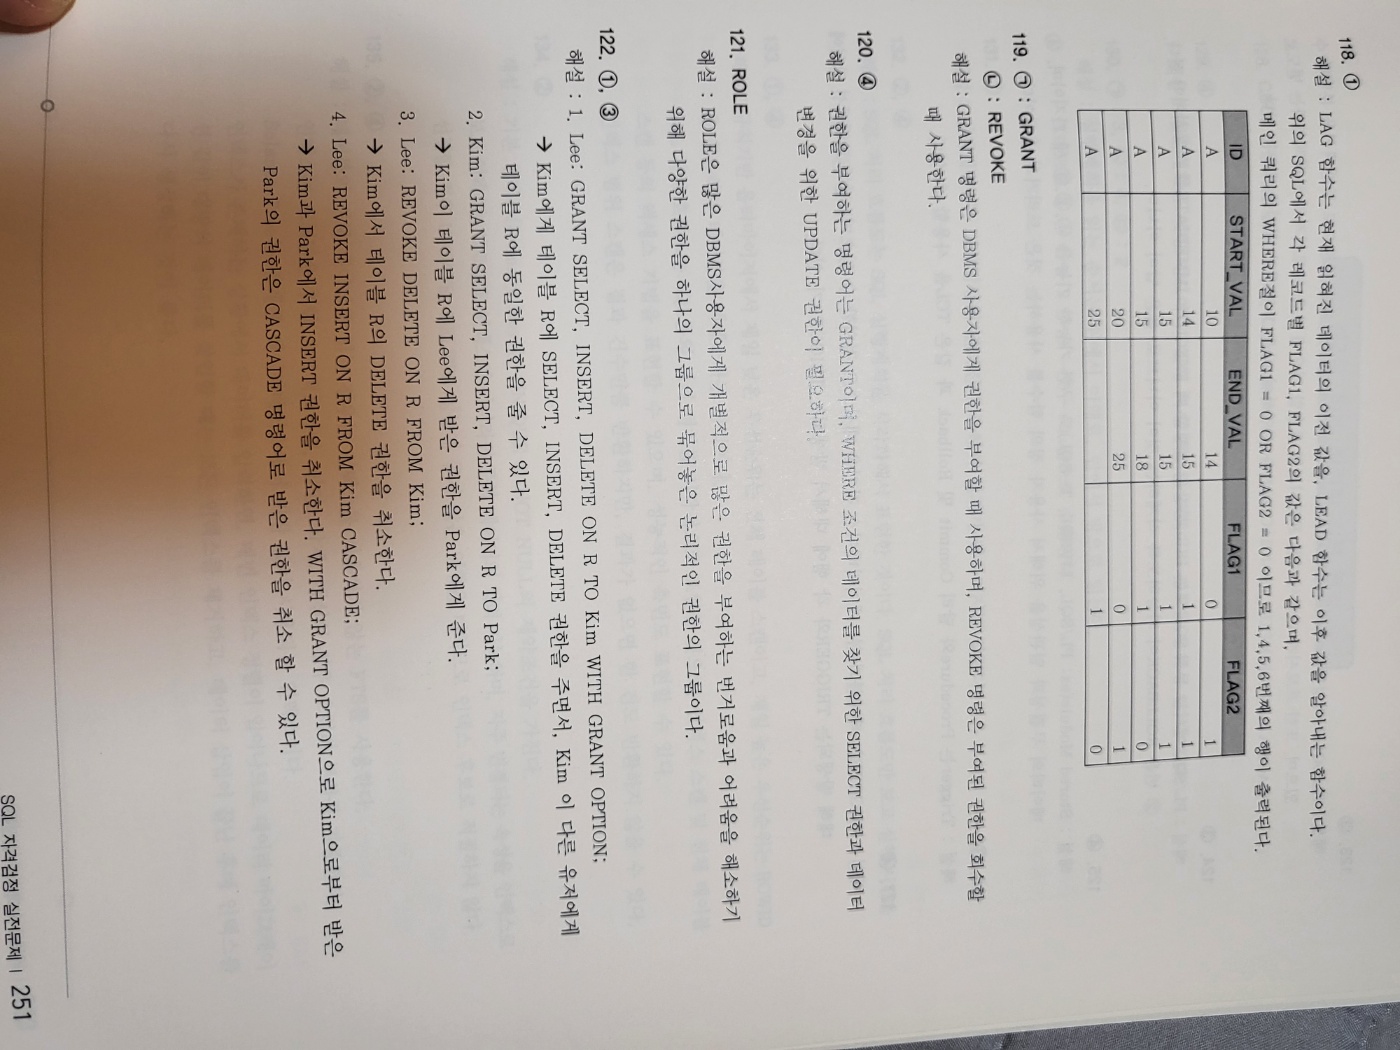 118. ①
해설 : LAG 함수는 현재 읽혀진 데이터의 이전 값을, LEAD 함수는 이후 값을 알아내는 함수이다.
위의 SQL에서 각 레코드별 FLAG1, FLAG2의 값은 다음과 같으며,
메인 쿼리의 WHERE절이 FLAG1 = 0 OR FLAG2 = 0 이므로 1,4,5,6번째의 행이 출력된다.
ID START_VAL END_VAL FLAG1 FLAG2
A 10 14 0 1
A 14 15 1 1
A 15 15 1 1
A 15 18 1 0
A 20 25 0 1
A 25 1 0
119. ㉠ : GRANT
㉡ : REVOKE
해설 : GRANT 명령은 DBMS 사용자에게 권한을 부여할 때 사용하며, REVOKE 명령은 부여된 권한을 회수할
때 사용한다.
120. ④
해설 : 권한을 부여하는 명령어는 GRANT이며, WHERE 조건의 데이터를 찾기 위한 SELECT 권한과 데이터
변경을 위한 UPDATE 권한이 필요하다.
121. ROLE
해설 : ROLE은 많은 DBMS사용자에게 개별적으로 많은 권한을 부여하는 번거로움과 어려움을 해소하기
위해 다양한 권한을 하나의 그룹으로 묶어놓은 논리적인 권한의 그룹이다.
122. ①, ③
해설 : 1. Lee: GRANT SELECT, INSERT, DELETE ON R TO Kim WITH GRANT OPTION;
→ Kim에게 테이블 R에 SELECT, INSERT, DELETE 권한을 주면서, Kim 이 다른 유저에게
테이블 R에 동일한 권한을 줄 수 있다.
2. Kim: GRANT SELECT, INSERT, DELETE ON R TO Park;
→ Kim이 테이블 R에 Lee에게 받은 권한을 Park에게 준다.
3. Lee: REVOKE DELETE ON R FROM Kim;
→ Kim에서 테이블 R의 DELETE 권한을 취소한다.
4. Lee: REVOKE INSERT ON R FROM Kim CASCADE;
→ Kim과 Park에서 INSERT 권한을 취소한다. WITH GRANT OPTION으로 Kim으로부터 받은
Park의 권한은 CASCADE 명령어로 받은 권한을 취소 할 수 있다.
SQL 자격검정 실전문제 | 251